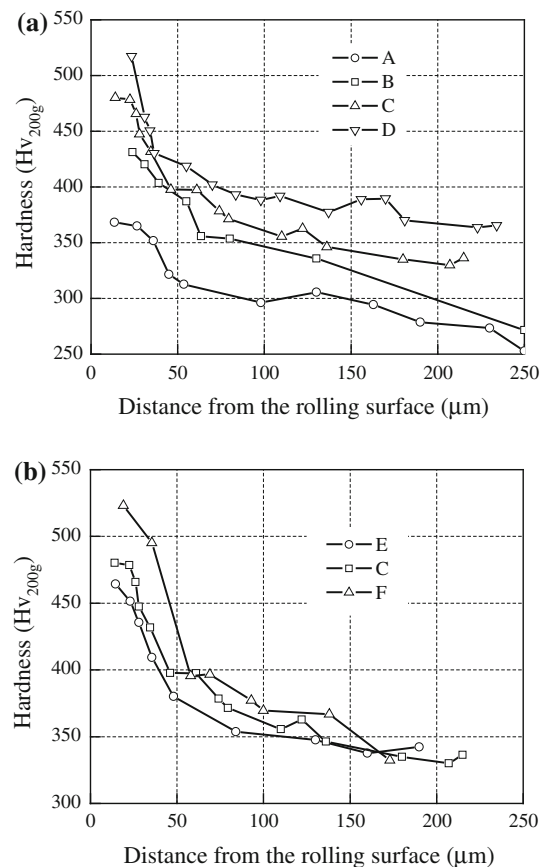 (a)
550
500
450
400
350
300
250
Hardness (Hv200g)
A
B
C
D
0 50 100 150 200 250
Distance from the rolling surface (μm)
(b)
550
500
450
400
350
300
Hardness (Hv200g)
E
C
F
0 50 100 150 200 250
Distance from the rolling surface (μm)